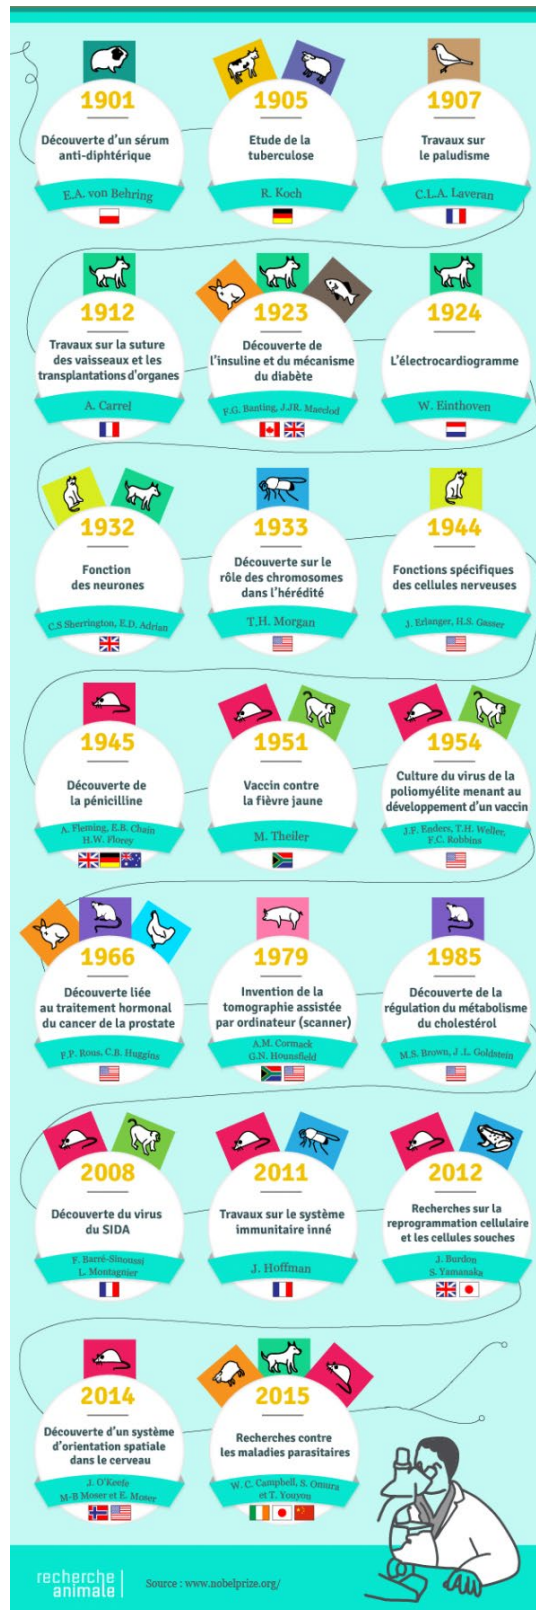 1901
Découverte d'un sérum
anti-diphtérique
E.A. von Behring
1905
Etude de la
tuberculose
R. Koch
1907
Travaux sur
le paludisme
C.L.A. Laveran
1912
Travaux sur la suture
des vaisseaux et les
transplantations d'organes
A. Carrel
1923
Découverte de
l'insuline et du mécanisme
du diabète
F.G. Banting, J.JR. Maeclod
1924
L'électrocardiogramme
W. Einthoven
1932
Fonction
des neurones
C.S Sherrington, E.D. Adrian
1933
Découverte sur le
rôle des chromosomes
dans l'hérédité
T.H. Morgan
1944
Fonctions spécifiques
des cellules nerveuses
J. Erlanger, H.S. Gasser
1945
Découverte de
la pénicilline
A. Fleming, E.B. Chain
H.W. Florey
1951
Vaccin contre
la fièvre jaune
M. Theiler
1954
Culture du virus de la
poliomyélite menant au
développement d'un vaccin
J.F. Enders, T.H. Weller,
F.C. Robbins
1966
Découverte liée
au traitement hormonal
du cancer de la prostate
F.P. Rous, C.B. Huggins
1979
Invention de la
tomographie assistée
par ordinateur (scanner)
A.M. Cormack
G.N. Hounsfield
1985
Découverte de la
régulation du métabolisme
du cholestérol
M.S. Brown, J .L. Goldstein
2008
Découverte du virus
du SIDA
F. Barré-Sinoussi
L. Montagnier
2011
Travaux sur le système
immunitaire inné
J. Hoffman
2012
Recherches sur la
reprogrammation cellulaire
et les cellules souches
J. Burdon
S. Yamanaka
2014
Découverte d'un système
d'orientation spatiale
dans le cerveau
J. O'Keefe
M-B Moser et E. Moser
2015
Recherches contre
les maladies parasitaires
W. C. Campbell, S. Omura
et T. Youyou
recherche
animale
Source : www.nobelprize.org/